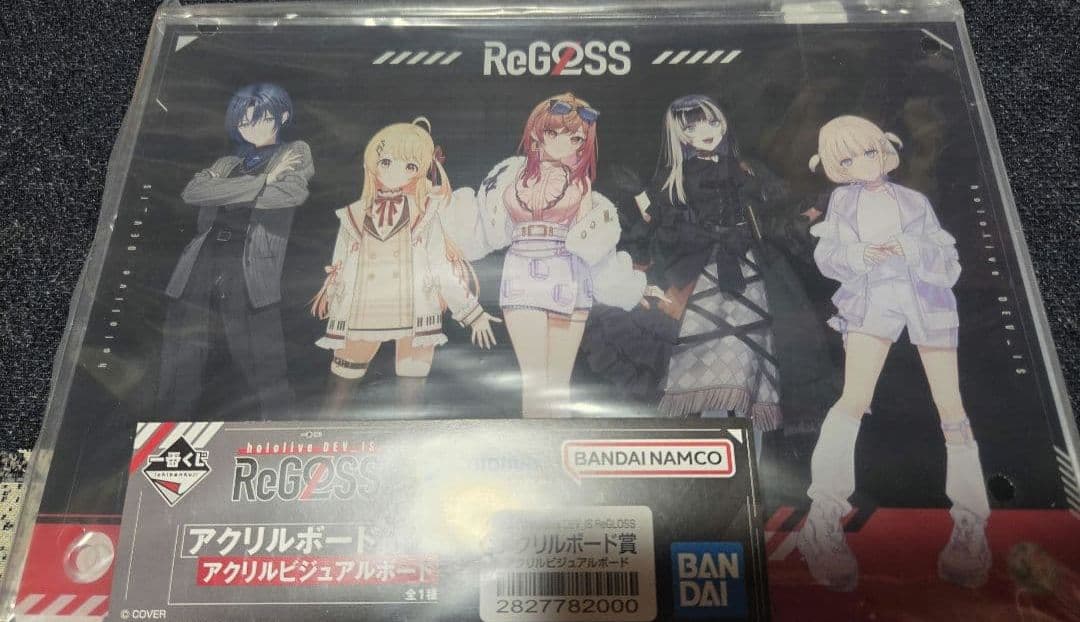 ReGLOSS
hololive DEV_IS
hololive DEV_IS
一番くじ
ichibankuji
hololive DEV_IS
ReGLOSS
BANDAI NAMCO
アクリルボード
アクリルビジュアルボード
全1種
© COVER
DEV_IS ReGLOSS
クリルボード賞
クリルビジュアルボード
2827782000
BAN
DAI